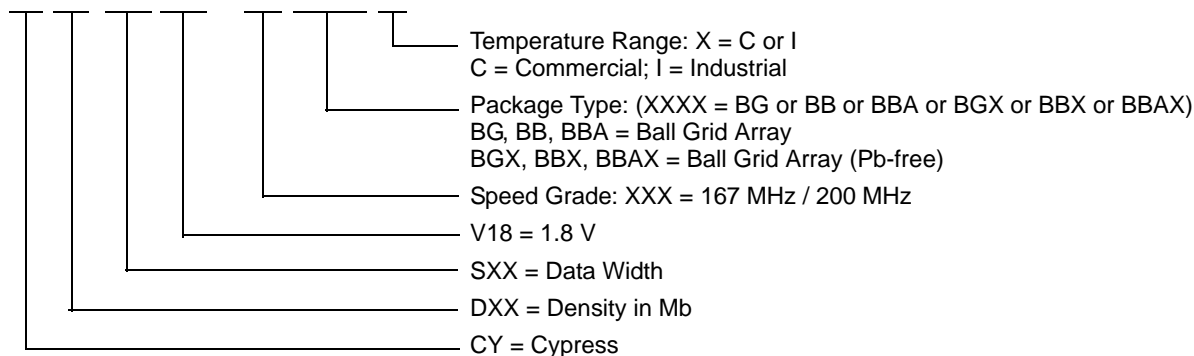 Temperature Range: X = C or I
C = Commercial; I = Industrial
Package Type: (XXXX = BG or BB or BBA or BGX or BBX or BBAX)
BG, BB, BBA = Ball Grid Array
BGX, BBX, BBAX = Ball Grid Array (Pb-free)
Speed Grade: XXX = 167 MHz / 200 MHz
V18 = 1.8 V
SXX = Data Width
DXX = Density in Mb
CY = Cypress